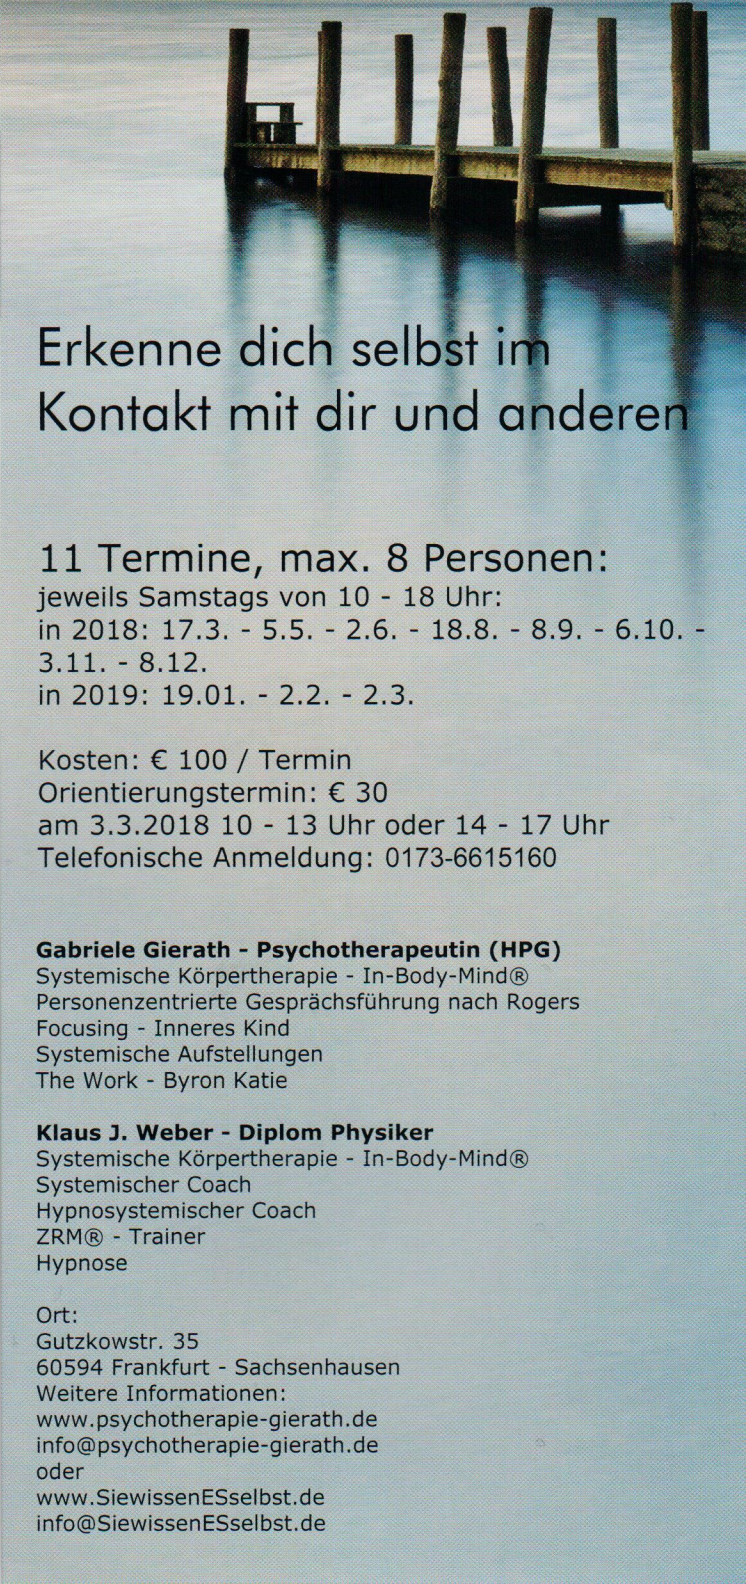 Erkenne dich selbst im
Kontakt mit dir und anderen
11 Termine, max. 8 Personen:
jeweils Samstags von 10 - 18 Uhr:
in 2018: 17.3. - 5.5. - 2.6. - 18.8. - 8.9. - 6.10. -
3.11. - 8.12.
in 2019: 19.01. - 2.2. - 2.3.
Kosten: € 100 / Termin
Orientierungstermin: € 30
am 3.3.2018 10 - 13 Uhr oder 14 - 17 Uhr
Telefonische Anmeldung: 0173-6615160
Gabriele Gierath - Psychotherapeutin (HPG)
Systemische Körpertherapie - In-Body-Mind®
Personenzentrierte Gesprächsführung nach Rogers
Focusing - Inneres Kind
Systemische Aufstellungen
The Work - Byron Katie
Klaus J. Weber - Diplom Physiker
Systemische Körpertherapie - In-Body-Mind®
Systemischer Coach
Hypnosystemischer Coach
ZRM® - Trainer
Hypnose
Ort:
Gutzkowstr. 35
60594 Frankfurt - Sachsenhausen
Weitere Informationen:
www.psychotherapie-gierath.de
info@psychotherapie-gierath.de
oder
www.SiewissenESselbst.de
info@SiewissenESselbst.de